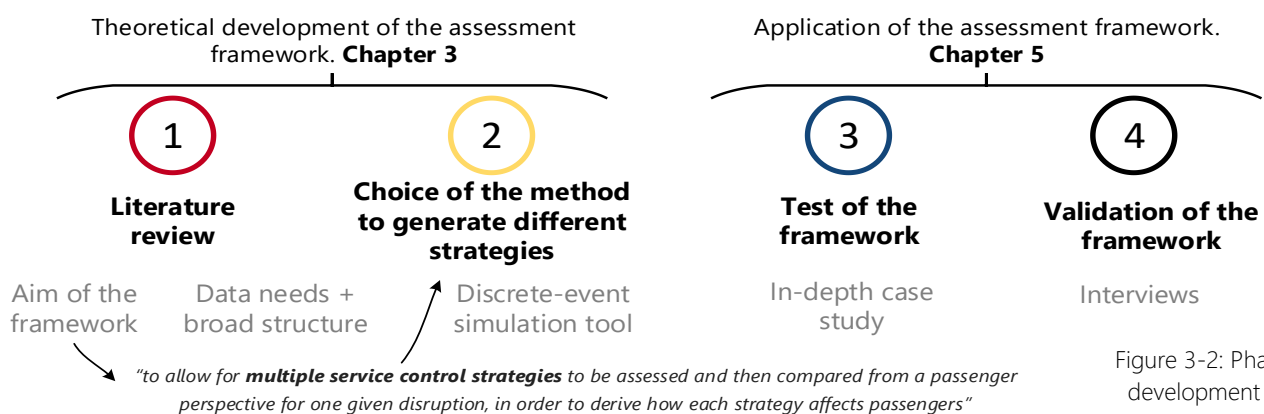 Theoretical development of the assessment
framework. Chapter 3
Application of the assessment framework.
Chapter 5
1
2
3
4
Literature
review
Choice of the method
to generate different
strategies
Test of the
framework
Validation of the
framework
Aim of the
framework
Data needs +
broad structure
Discrete-event
simulation tool
In-depth case
study
Interviews
"to allow for multiple service control strategies to be assessed and then compared from a passenger
perspective for one given disruption, in order to derive how each strategy affects passengers"
Figure 3-2: Pha
development